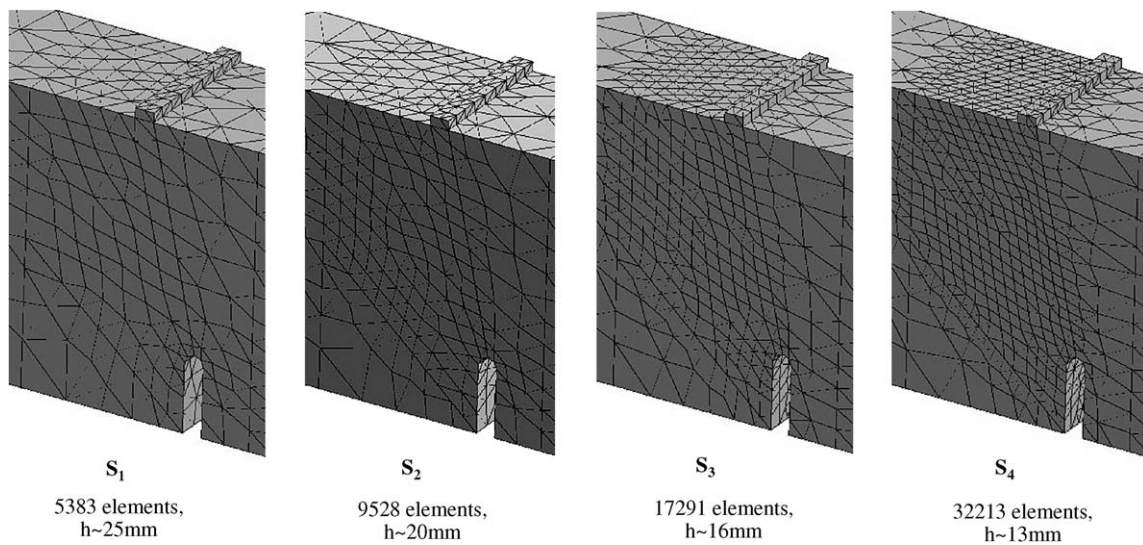 S1
5383 elements,
h~25mm
S2
9528 elements,
h~20mm
S3
17291 elements,
h~16mm
S4
32213 elements,
h~13mm